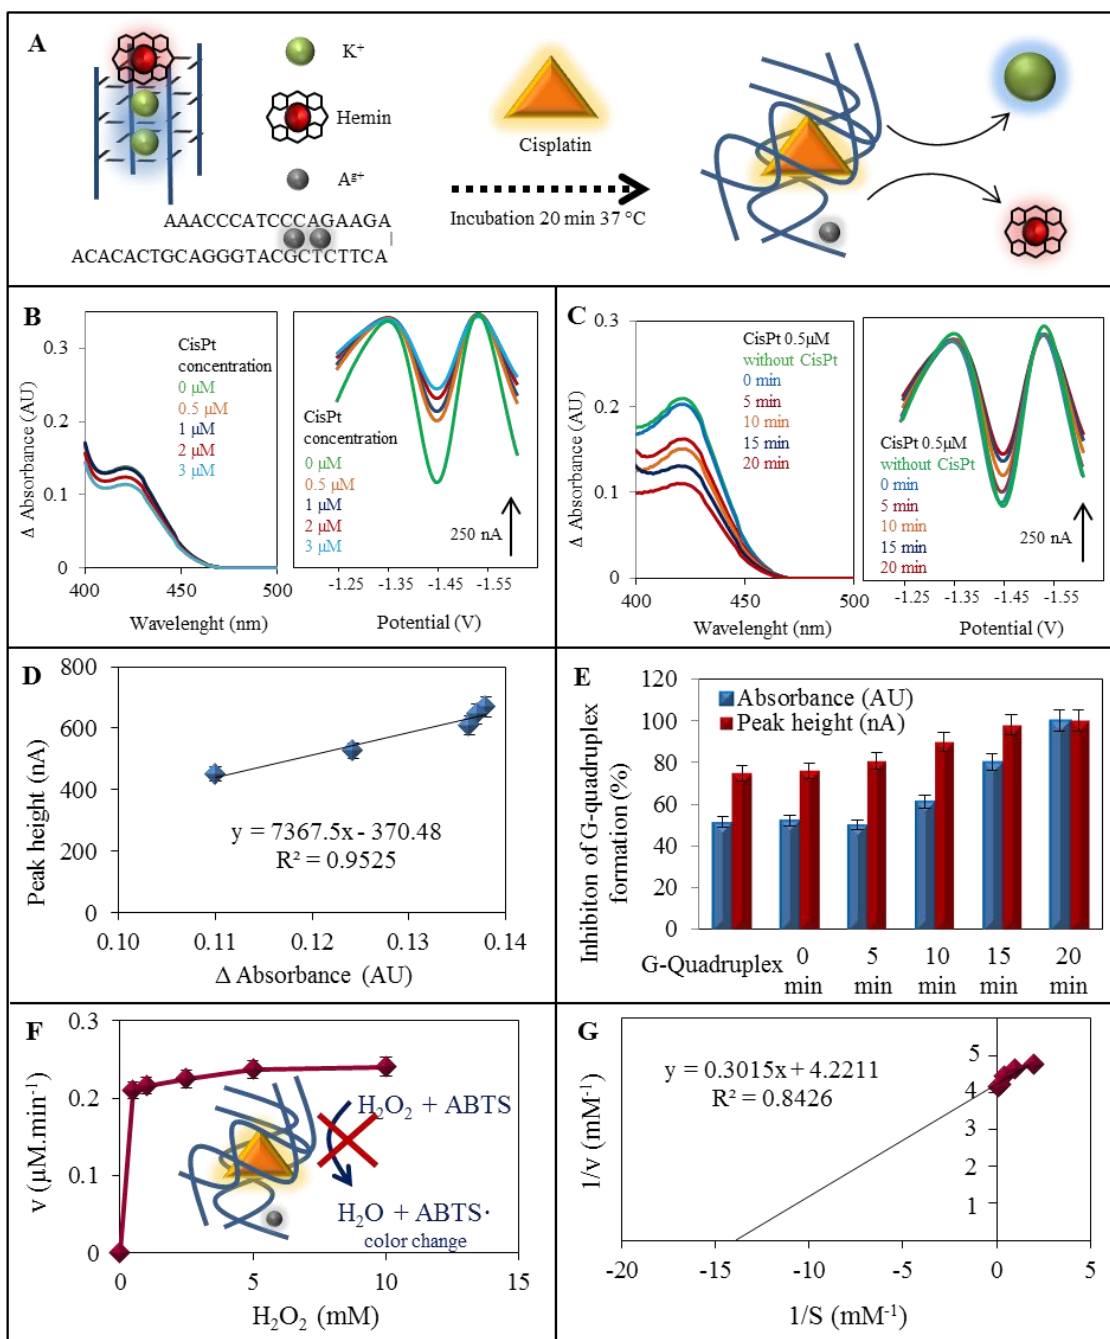 A
K⁺
Hemin
Ag⁺
AAACCCATCCCAGAAGA
ACACACTGCAGGGTACGCTCTTCA
Cisplatin
Incubation 20 min 37 °C
B
Δ Absorbance (AU)
0.3
0.2
0.1
0
CisPt
concentration
0 µM
0.5 µM
1 µM
2 µM
3 µM
400 450 500
Wavelenght (nm)
CisPt
concentration
0 µM
0.5 µM
1 µM
2 µM
3 µM
250 nA
-1.25 -1.35 -1.45 -1.55
Potential (V)
C
Δ Absorbance (AU)
0.3
0.2
0.1
0
CisPt 0.5µM
without CisPt
0 min
5 min
10 min
15 min
20 min
400 450 500
Wavelenght (nm)
CisPt 0.5µM
without CisPt
0 min
5 min
10 min
15 min
20 min
250 nA
-1.25 -1.35 -1.45 -1.55
Potential (V)
D
Peak height (nA)
800
600
400
200
0
y = 7367.5x - 370.48
R² = 0.9525
0.10 0.11 0.12 0.13 0.14
Δ Absorbance (AU)
E
Inhibiton of G-quadruplex
formation (%)
120
100
80
60
40
20
0
Absorbance (AU)
Peak height (nA)
G-Quadruplex 0 5 10 15 20
min min min min min
F
v (µM.min⁻¹)
0.3
0.2
0.1
0
H₂O₂ + ABTS
H₂O + ABTS·
color change
0 5 10 15
H₂O₂ (mM)
G
1/v (mM⁻¹)
y = 0.3015x + 4.2211
R² = 0.8426
5
4
3
2
1
-20 -15 -10 -5 0 5
1/S (mM⁻¹)